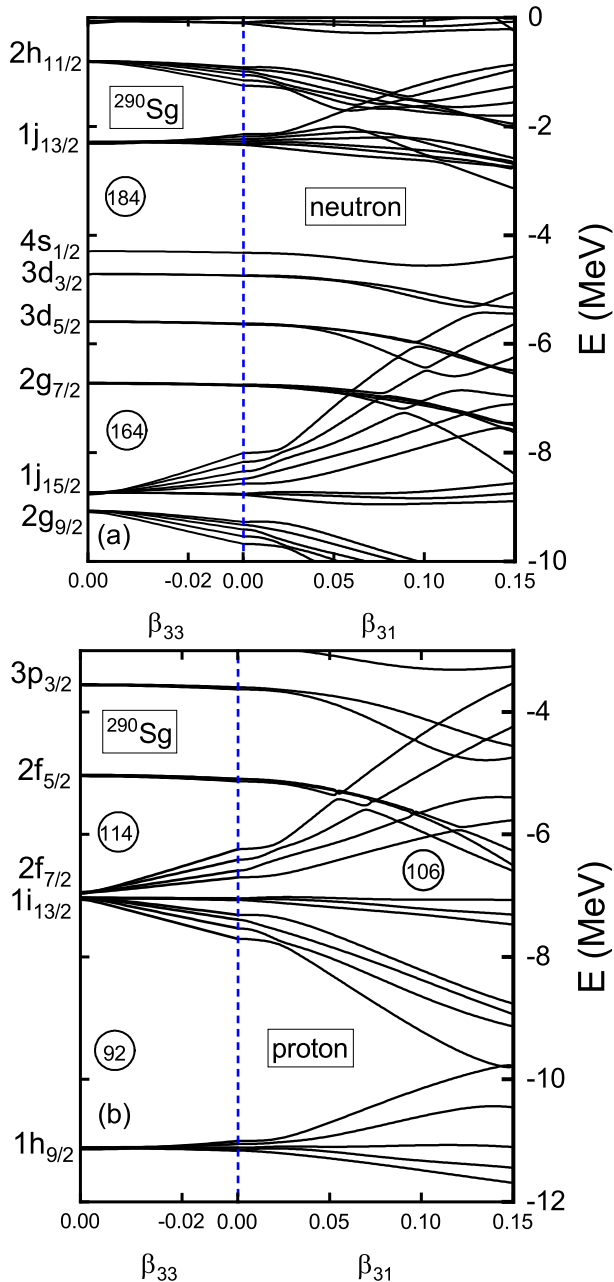 0
2h11/2
290Sg
-2
1j13/2
184
neutron
4s1/2
-4
3d3/2
3d5/2
-6
2g7/2
164
-8
1j15/2
2g9/2
(a)
-10
0.00 -0.02 0.00 0.05 0.10 0.15
β33 β31
E (MeV)
3p3/2
-4
290Sg
2f5/2
114
-6
106
2f7/2
1i13/2
-8
92
proton
-10
(b)
1h9/2
-12
0.00 -0.02 0.00 0.05 0.10 0.15
β33 β31
E (MeV)